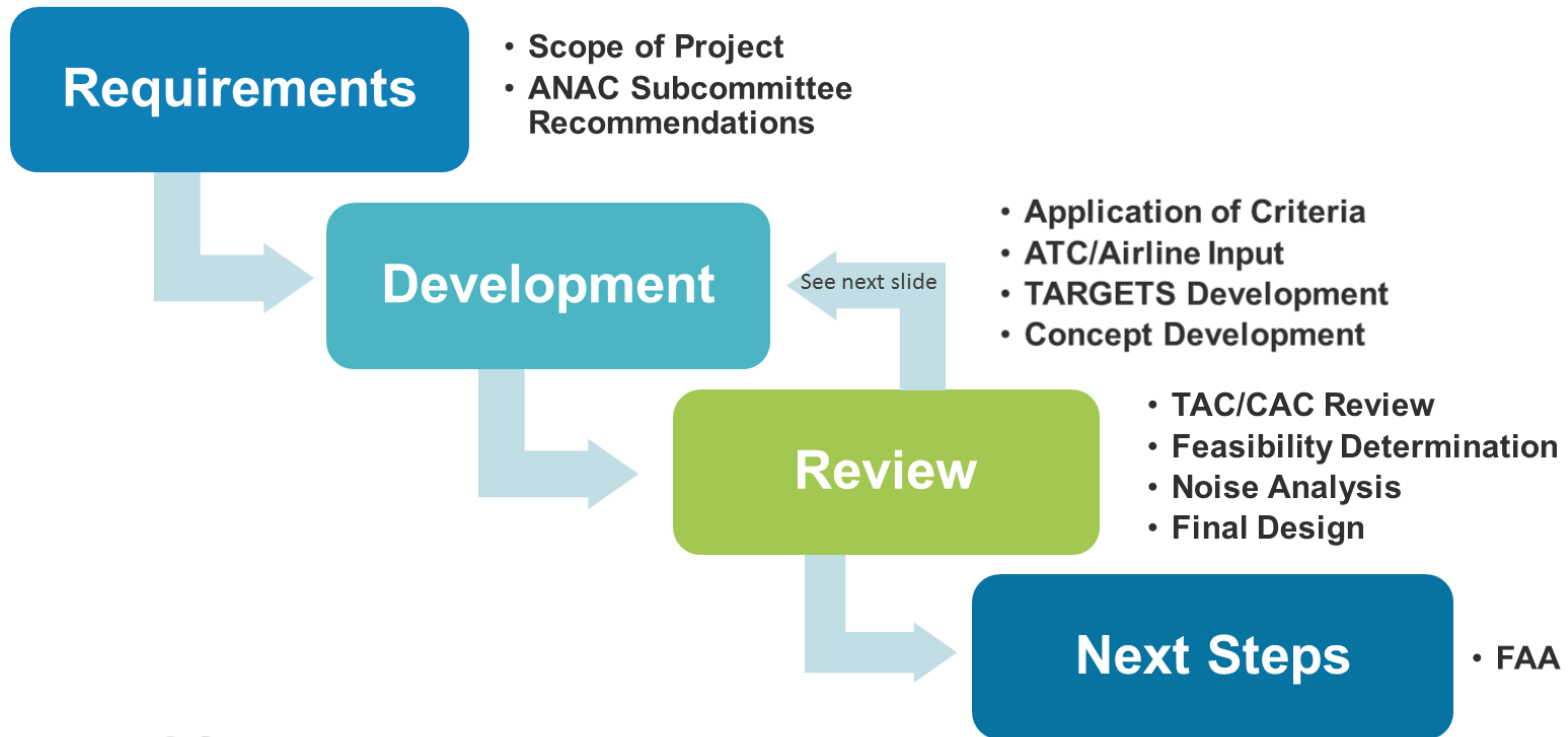 Requirements
• Scope of Project
• ANAC Subcommittee
Recommendations
Development
See next slide
• Application of Criteria
• ATC/Airline Input
• TARGETS Development
• Concept Development
Review
• TAC/CAC Review
• Feasibility Determination
• Noise Analysis
• Final Design
Next Steps
• FAA